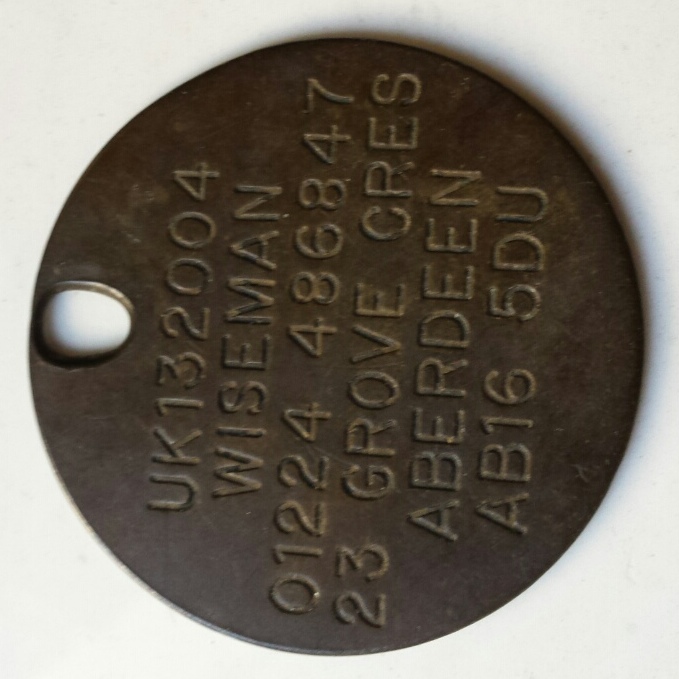 UK132004
WISEMAN
01224 486847
23 GROVE CRES
ABERDEEN
AB16 5DU